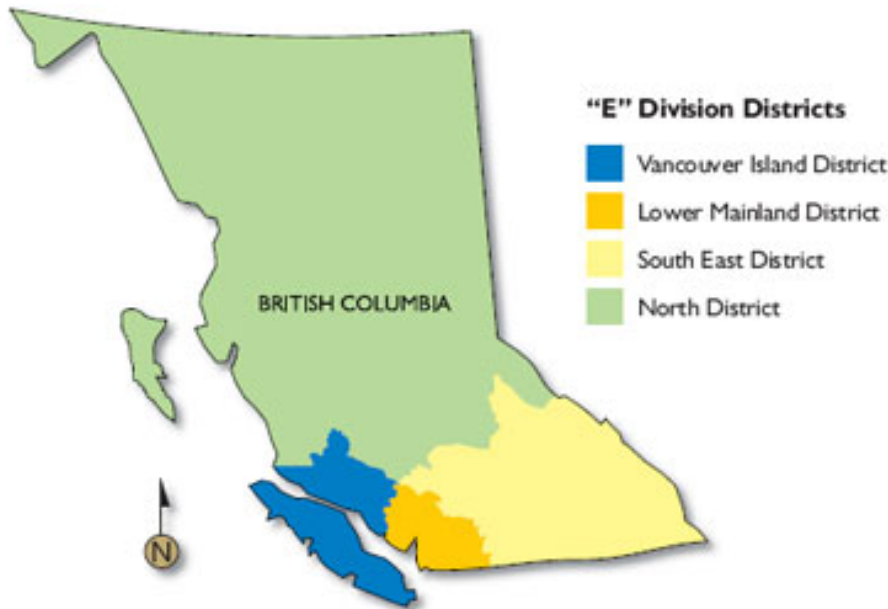 “E” Division Districts
Vancouver Island District
Lower Mainland District
South East District
North District
BRITISH COLUMBIA
N